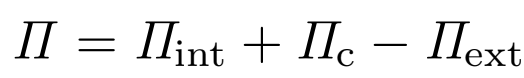 𝛱 = 𝛱_int + 𝛱_c − 𝛱_ext